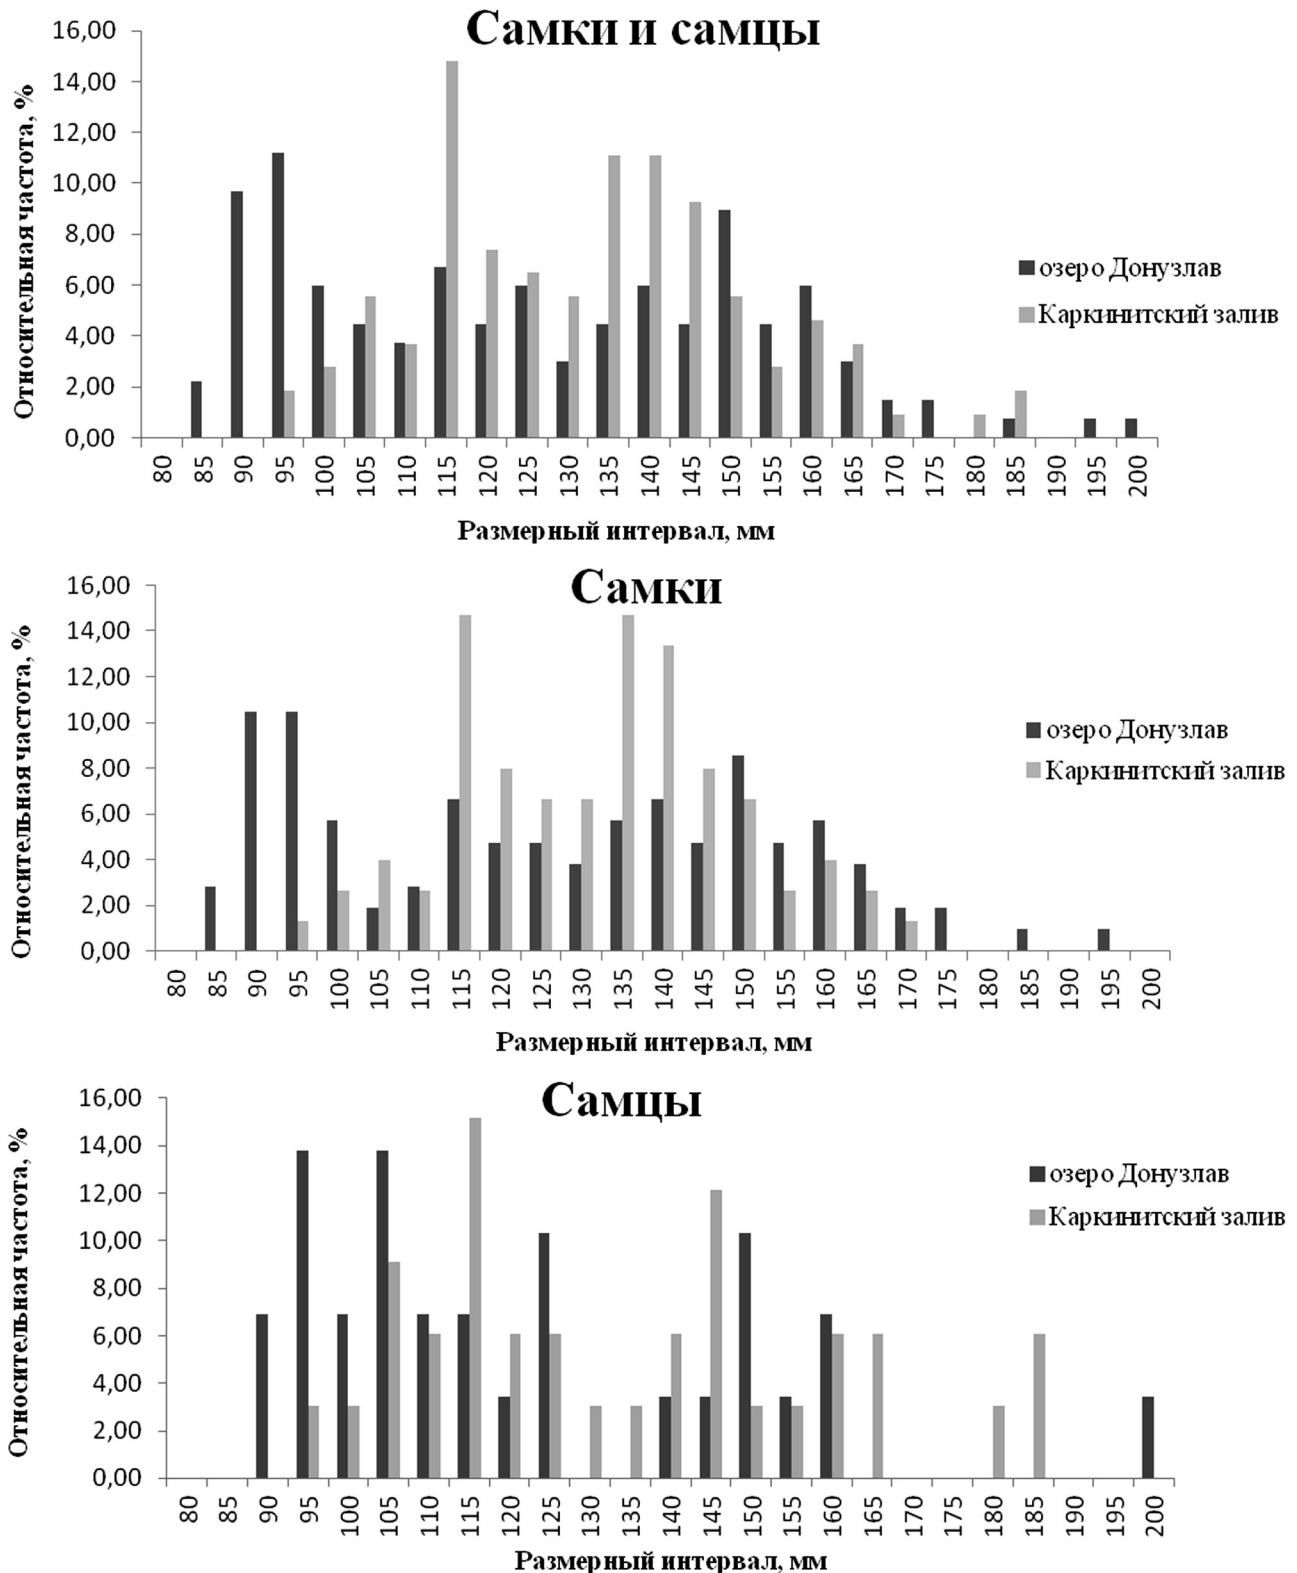 Самки и самцы
Относительная частота, %
16,00
14,00
12,00
10,00
8,00
6,00
4,00
2,00
0,00
80 85 90 95 100 105 110 115 120 125 130 135 140 145 150 155 160 165 170 175 180 185 190 195 200
Размерный интервал, мм
озеро Донузлав
Каркинитский залив
Самки
Относительная частота, %
16,00
14,00
12,00
10,00
8,00
6,00
4,00
2,00
0,00
80 85 90 95 100 105 110 115 120 125 130 135 140 145 150 155 160 165 170 175 180 185 190 195 200
Размерный интервал, мм
озеро Донузлав
Каркинитский залив
Самцы
Относительная частота, %
16,00
14,00
12,00
10,00
8,00
6,00
4,00
2,00
0,00
80 85 90 95 100 105 110 115 120 125 130 135 140 145 150 155 160 165 170 175 180 185 190 195 200
Размерный интервал, мм
озеро Донузлав
Каркинитский залив